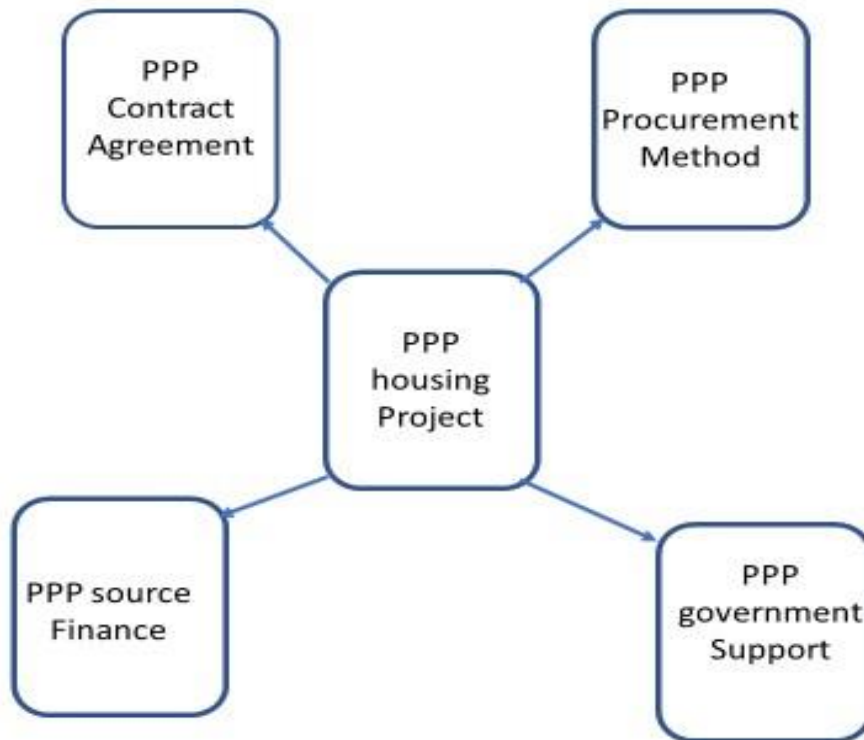 PPP
Contract
Agreement
PPP
Procurement
Method
PPP
housing
Project
PPP source
Finance
PPP
government
Support